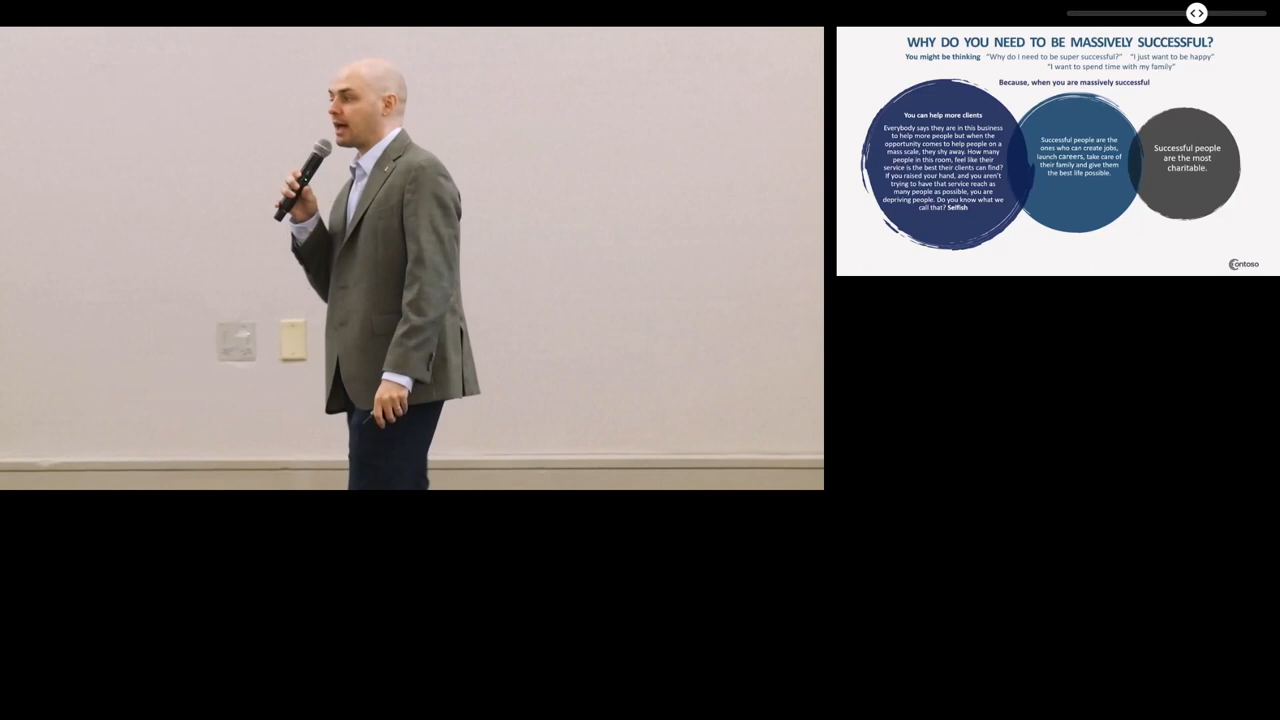 WHY DO YOU NEED TO BE MASSIVELY SUCCESSFUL?
You might be thinking "Why do I need to be super successful?" "I just want to be happy"
"I want to spend time with my family"
Because, when you are massively successful
You can help more clients
Everybody says they are in this business
to help more people but when the
opportunity comes to help people on a
mass scale, they shy away. How many
people in this room, feel like their
service is the best their clients can find?
If you raised your hand, and you aren't
trying to have that service reach as
many people as possible, you are
depriving people. Do you know what we
call that? Selfish
Successful people are the
ones who can create jobs,
launch careers, take care of
their family and give them
the best life possible.
Successful people
are the most
charitable.
Contoso